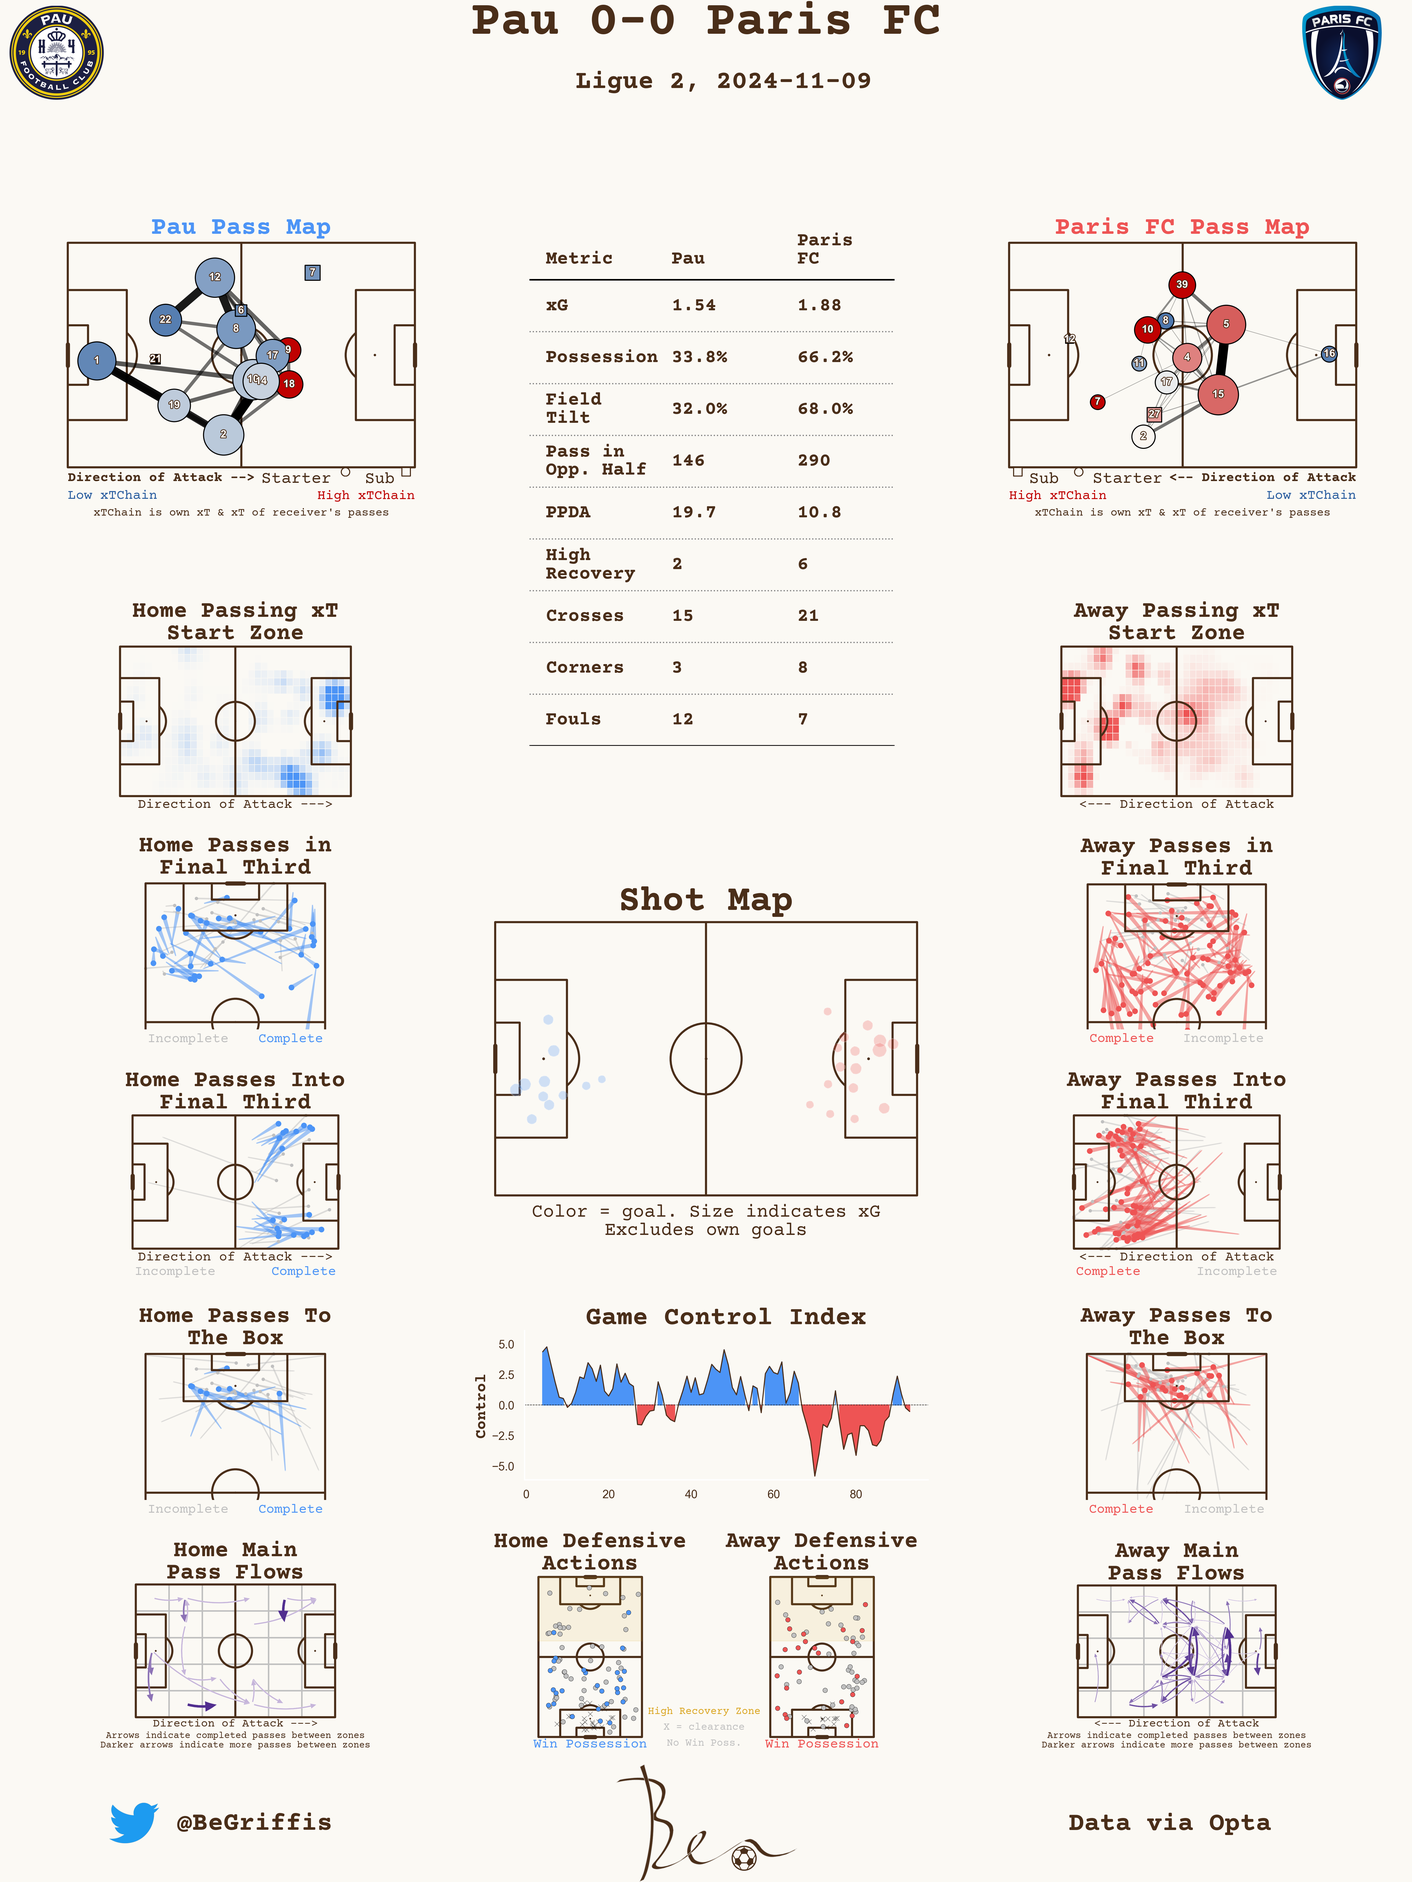 Pau 0-0 Paris FC
Ligue 2, 2024-11-09
PAU
FOOTBALL CLUB
19 95
PARIS FC
Pau Pass Map
12
7
6
22
8
9
17
1
21
14
18
19
2
Direction of Attack --> Starter Sub
Low xTChain High xTChain
xTChain is own xT & xT of receiver's passes
Metric Pau Paris FC
xG 1.54 1.88
Possession 33.8% 66.2%
Field Tilt 32.0% 68.0%
Pass in Opp. Half 146 290
PPDA 19.7 10.8
High Recovery 2 6
Crosses 15 21
Corners 3 8
Fouls 12 7
Paris FC Pass Map
39
8
5
10
12
4
16
11
17
7
15
27
2
Sub Starter <-- Direction of Attack
High xTChain Low xTChain
xTChain is own xT & xT of receiver's passes
Home Passing xT
Start Zone
Direction of Attack --->
Away Passing xT
Start Zone
<--- Direction of Attack
Home Passes in
Final Third
Incomplete Complete
Away Passes in
Final Third
Complete Incomplete
Shot Map
Color = goal. Size indicates xG
Excludes own goals
Home Passes Into
Final Third
Direction of Attack --->
Incomplete Complete
Away Passes Into
Final Third
<--- Direction of Attack
Complete Incomplete
Home Passes To
The Box
Incomplete Complete
Game Control Index
Control
5.0
2.5
0.0
−2.5
−5.0
0 20 40 60 80
Away Passes To
The Box
Complete Incomplete
Home Main
Pass Flows
Direction of Attack --->
Arrows indicate completed passes between zones
Darker arrows indicate more passes between zones
Home Defensive
Actions
Win Possession
Away Defensive
Actions
Win Possession
High Recovery Zone
X = clearance
No Win Poss.
Away Main
Pass Flows
<--- Direction of Attack
Arrows indicate completed passes between zones
Darker arrows indicate more passes between zones
@BeGriffis
Ben
Data via Opta